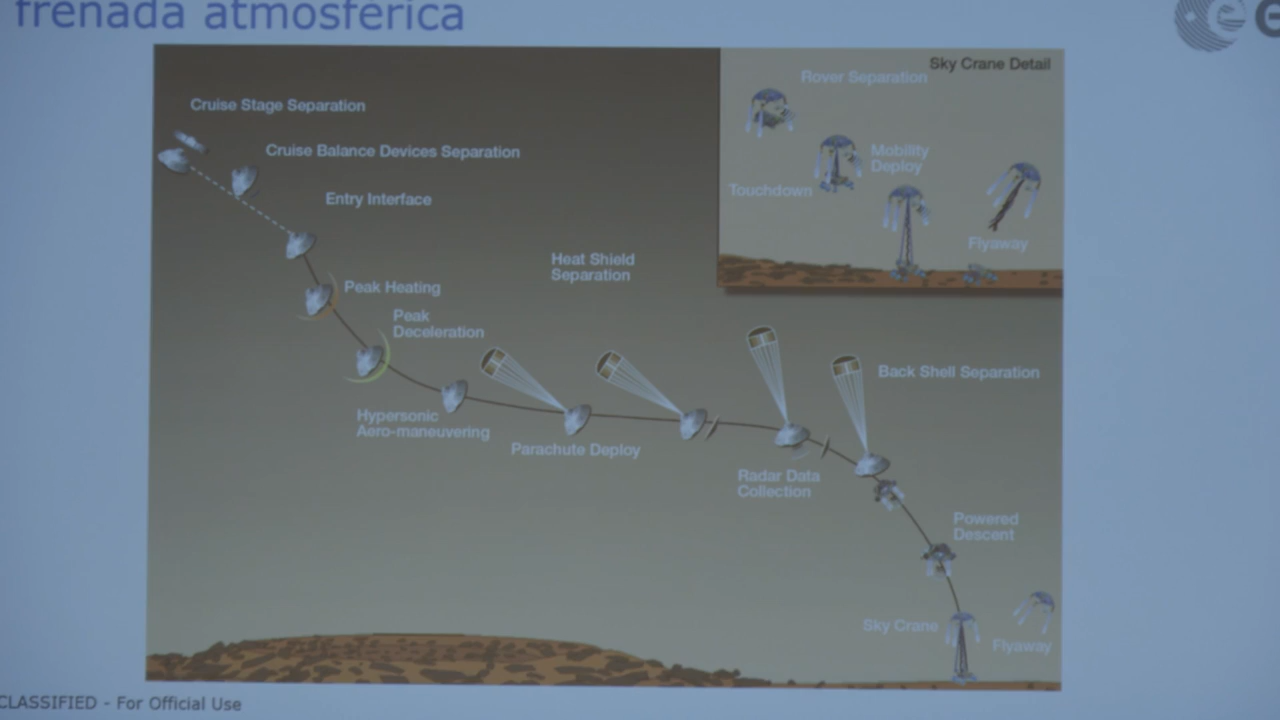 frenada atmosférica
Sky Crane Detail
Rover Separation
Cruise Stage Separation
Cruise Balance Devices Separation
Mobility
Deploy
Touchdown
Entry Interface
Flyaway
Heat Shield
Separation
Peak Heating
Peak
Deceleration
Back Shell Separation
Hypersonic
Aero-maneuvering
Parachute Deploy
Radar Data
Collection
Powered
Descent
Sky Crane
Flyaway
CLASSIFIED - For Official Use